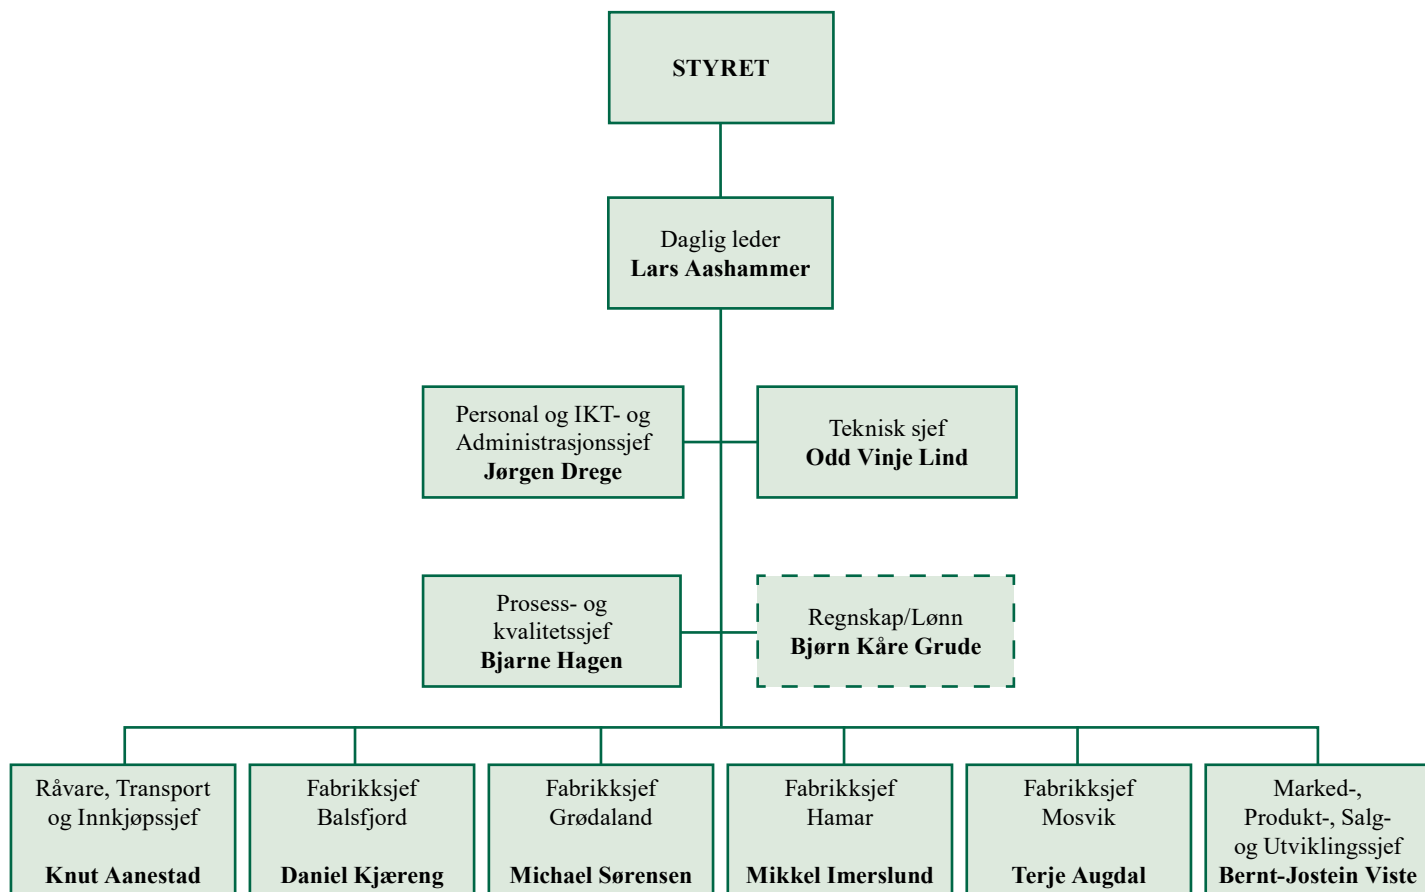 STYRET
Daglig leder
Lars Aashammer
Personal og IKT- og
Administrasjonssjef
Jørgen Drege
Teknisk sjef
Odd Vinje Lind
Prosess- og
kvalitetssjef
Bjarne Hagen
Regnskap/Lønn
Bjørn Kåre Grude
Råvare, Transport
og Innkjøpssjef
Knut Aanestad
Fabrikksjef
Balsfjord
Daniel Kjæreng
Fabrikksjef
Grødaland
Michael Sørensen
Fabrikksjef
Hamar
Mikkel Imerslund
Fabrikksjef
Mosvik
Terje Augdal
Marked-,
Produkt-, Salg-
og Utviklingssjef
Bernt-Jostein Viste